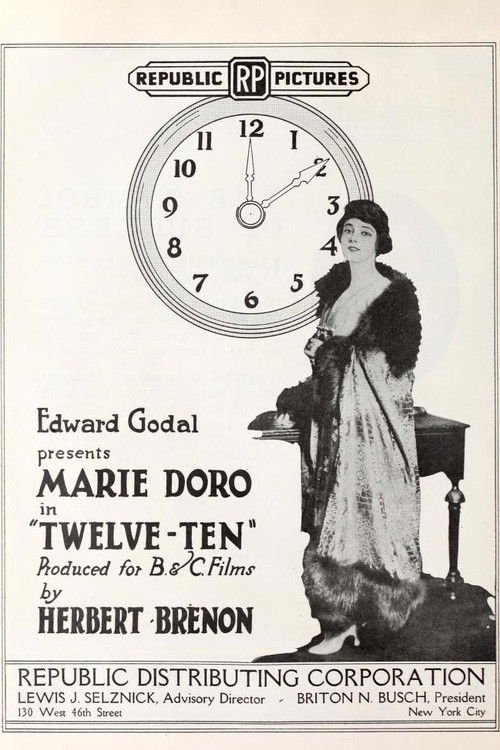 REPUBLIC RP PICTURES
12
11 1
10 2
9 3
8 4
7 5
6
Edward Godal
presents
MARIE DORO
in
"TWELVE-TEN"
Produced for B. & C. Films
by
HERBERT BRENON
REPUBLIC DISTRIBUTING CORPORATION
LEWIS J. SELZNICK, Advisory Director - BRITON N. BUSCH, President
130 West 46th Street New York City